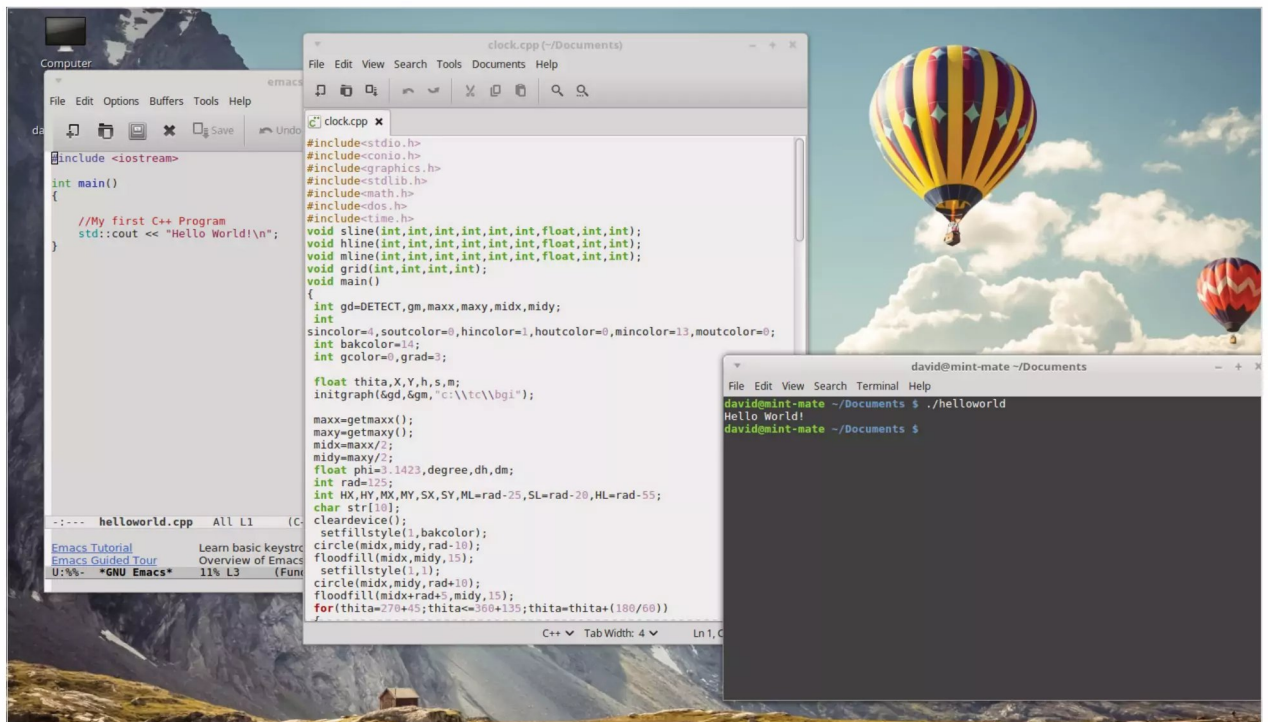 Computer
da
emacs
File Edit Options Buffers Tools Help
Save Undo
#include <iostream>
int main()
{
//My first C++ Program
std::cout << "Hello World!\n";
}
-:--- helloworld.cpp All L1 (C-
Emacs Tutorial Learn basic keystro
Emacs Guided Tour Overview of Emacs
U:%%- *GNU Emacs* 11% L3 (Fun
clock.cpp (~/Documents)
File Edit View Search Tools Documents Help
clock.cpp
#include<stdio.h>
#include<conio.h>
#include<graphics.h>
#include<stdlib.h>
#include<math.h>
#include<dos.h>
#include<time.h>
void sline(int,int,int,int,int,int,float,int,int);
void hline(int,int,int,int,int,int,float,int,int);
void mline(int,int,int,int,int,int,float,int,int);
void grid(int,int,int,int);
void main()
{
int gd=DETECT,gm,maxx,maxy,midx,midy;
int
sincolor=4,soutcolor=0,hincolor=1,houtcolor=0,mincolor=13,moutcolor=0;
int bakcolor=14;
int gcolor=0,grad=3;
float thita,X,Y,h,s,m;
initgraph(&gd,&gm,"c:\\tc\\bgi");
maxx=getmaxx();
maxy=getmaxy();
midx=maxx/2;
midy=maxy/2;
float phi=3.1423,degree,dh,dm;
int rad=125;
int HX,HY,MX,MY,SX,SY,ML=rad-25,SL=rad-20,HL=rad-55;
char str[10];
cleardevice();
setfillstyle(1,bakcolor);
circle(midx,midy,rad-10);
floodfill(midx,midy,15);
setfillstyle(1,1);
circle(midx,midy,rad+10);
floodfill(midx+rad+5,midy,15);
for(thita=270+45;thita<=360+135;thita=thita+(180/60))
{
C++ Tab Width: 4 Ln 1, C
david@mint-mate ~/Documents
File Edit View Search Terminal Help
david@mint-mate ~/Documents $ ./helloworld
Hello World!
david@mint-mate ~/Documents $